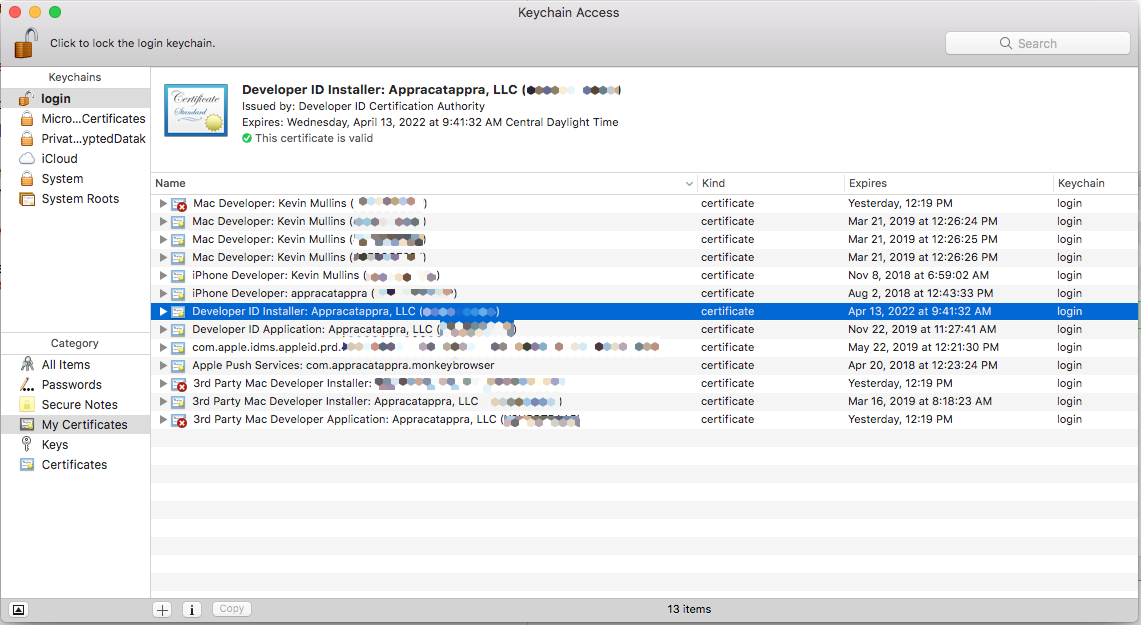 Keychain Access
Click to lock the login keychain.
Search
Keychains
login
Micro...Certificates
Privat...yptedDatak
iCloud
System
System Roots
Category
All Items
Passwords
Secure Notes
My Certificates
Keys
Certificates
Certificate
Standard
Developer ID Installer: Appracatappra, LLC (
Issued by: Developer ID Certification Authority
Expires: Wednesday, April 13, 2022 at 9:41:32 AM Central Daylight Time
This certificate is valid
Name Kind Expires Keychain
Mac Developer: Kevin Mullins ( ) certificate Yesterday, 12:19 PM login
Mac Developer: Kevin Mullins ( ) certificate Mar 21, 2019 at 12:26:24 PM login
Mac Developer: Kevin Mullins ( ) certificate Mar 21, 2019 at 12:26:25 PM login
Mac Developer: Kevin Mullins ( ) certificate Mar 21, 2019 at 12:26:26 PM login
iPhone Developer: Kevin Mullins ( ) certificate Nov 8, 2018 at 6:59:02 AM login
iPhone Developer: appracatappra ( ) certificate Aug 2, 2018 at 12:43:33 PM login
Developer ID Installer: Appracatappra, LLC ( ) certificate Apr 13, 2022 at 9:41:32 AM login
Developer ID Application: Appracatappra, LLC ( ) certificate Nov 22, 2019 at 11:27:41 AM login
com.apple.idms.appleid.prd. certificate May 22, 2019 at 12:21:30 PM login
Apple Push Services: com.appracatappra.monkeybrowser certificate Apr 20, 2018 at 12:23:24 PM login
3rd Party Mac Developer Installer: certificate Yesterday, 12:19 PM login
3rd Party Mac Developer Installer: Appracatappra, LLC ) certificate Mar 16, 2019 at 8:18:23 AM login
3rd Party Mac Developer Application: Appracatappra, LLC ( certificate Yesterday, 12:19 PM login
Copy
13 items